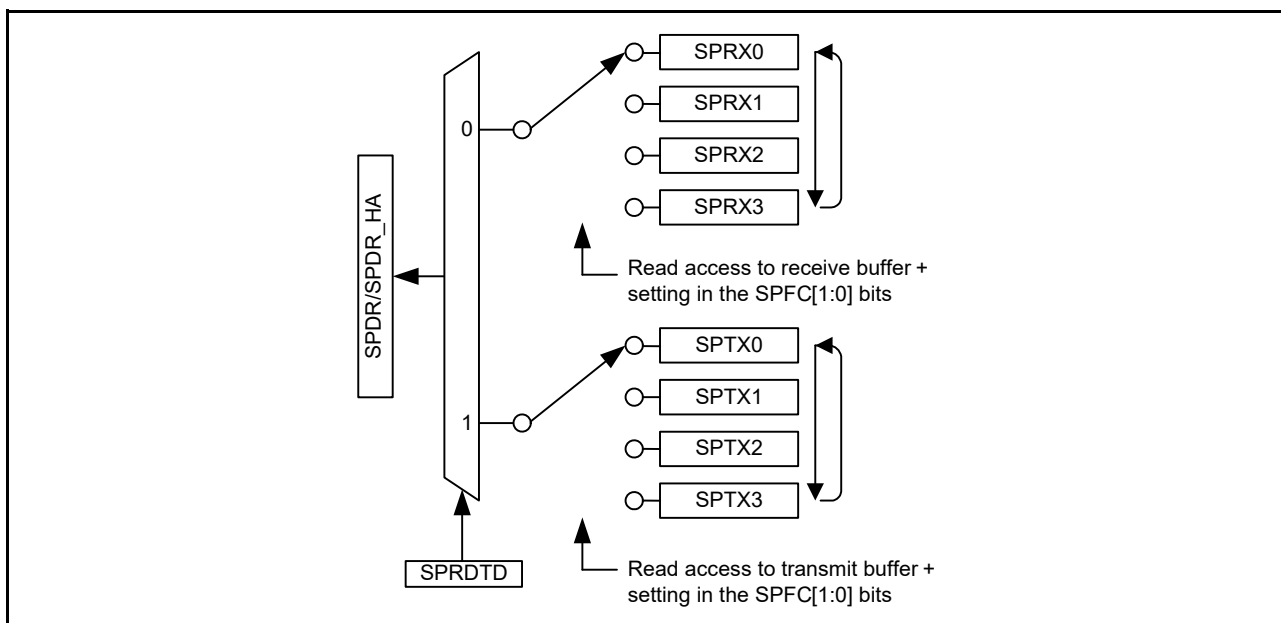 SPRX0
SPRX1
0
SPRX2
SPRX3
SPDR/SPDR_HA
Read access to receive buffer +
setting in the SPFC[1:0] bits
SPTX0
SPTX1
1
SPTX2
SPTX3
SPRDTD
Read access to transmit buffer +
setting in the SPFC[1:0] bits